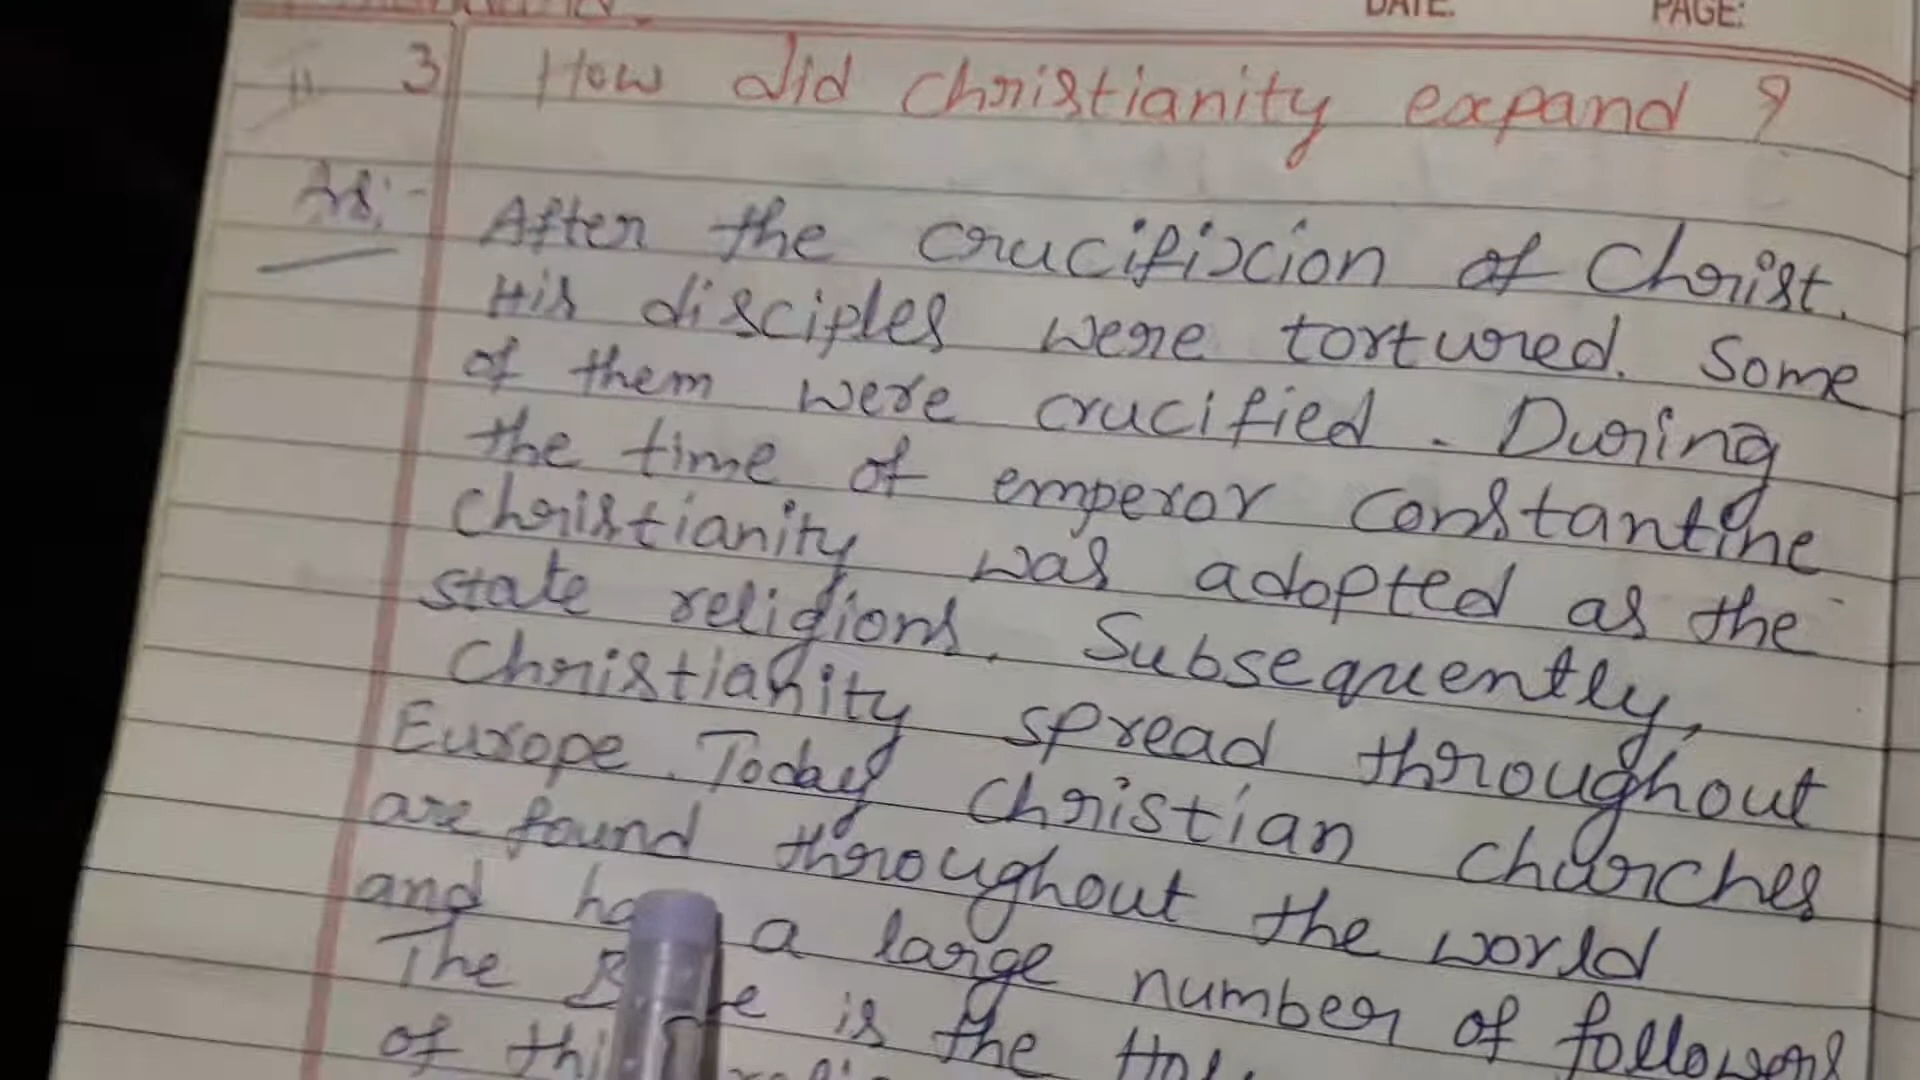 DATE: PAGE:
3 How did christianity expand ?
Ans:- After the crucifixion of Christ.
His disciples were tortured. Some
of them were crucified. During
the time of emperor constantine
christianity was adopted as the
state religions. Subsequently,
Christianity spread throughout
Europe. Today christian churches
are found throughout the world
and a large number of followers
The is the
of